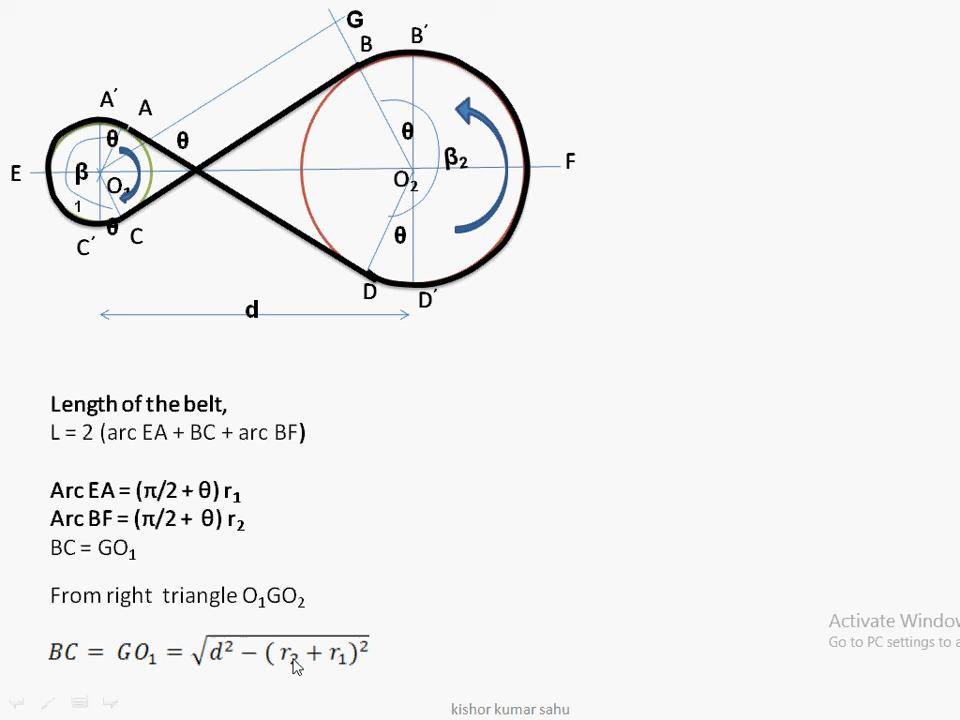 G
B B′
A′ A
θ θ θ
E β O₁ O₂ β₂ F
1
θ θ
C′ C
D D′
d
Length of the belt,
L = 2 (arc EA + BC + arc BF)
Arc EA = (π/2 + θ) r₁
Arc BF = (π/2 + θ) r₂
BC = GO₁
From right triangle O₁GO₂
BC = GO₁ = √d² − ( r₂ + r₁)²
Activate Window
Go to PC settings to a
kishor kumar sahu